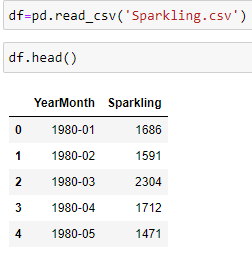 df=pd.read_csv('Sparkling.csv')
df.head()
YearMonth Sparkling
0 1980-01 1686
1 1980-02 1591
2 1980-03 2304
3 1980-04 1712
4 1980-05 1471